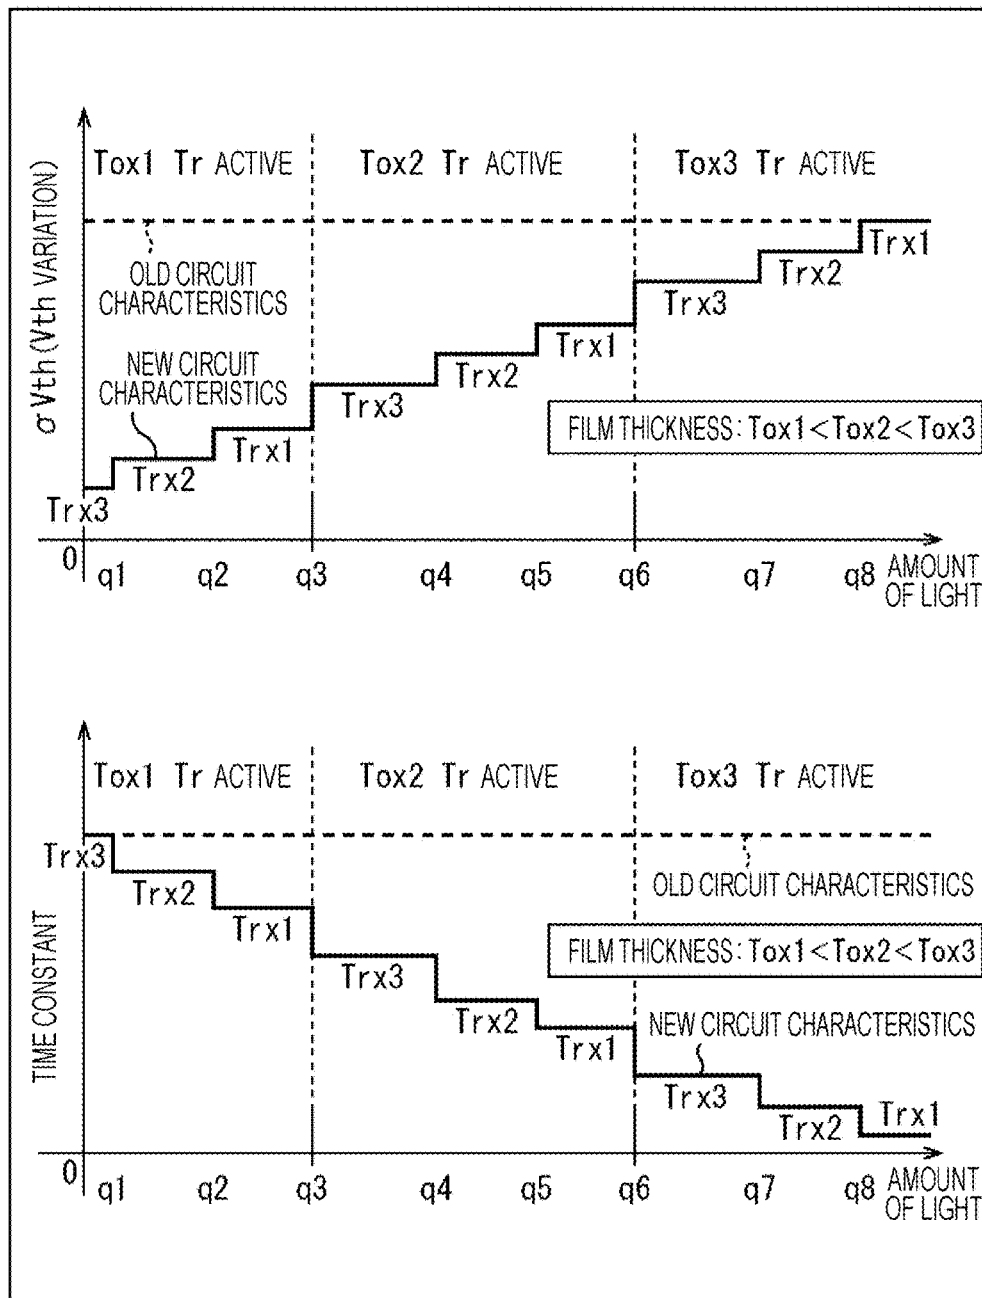 Tox1 Tr ACTIVE
Tox2 Tr ACTIVE
Tox3 Tr ACTIVE
σVth(Vth VARIATION)
OLD CIRCUIT
CHARACTERISTICS
NEW CIRCUIT
CHARACTERISTICS
Trx3
Trx2
Trx1
Trx3
Trx2
Trx1
Trx3
Trx2
Trx1
FILM THICKNESS: Tox1<Tox2<Tox3
0
q1
q2
q3
q4
q5
q6
q7
q8
AMOUNT
OF LIGHT
Tox1 Tr ACTIVE
Tox2 Tr ACTIVE
Tox3 Tr ACTIVE
TIME CONSTANT
Trx3
Trx2
Trx1
Trx3
Trx2
Trx1
Trx3
Trx2
Trx1
OLD CIRCUIT CHARACTERISTICS
FILM THICKNESS: Tox1<Tox2<Tox3
NEW CIRCUIT CHARACTERISTICS
0
q1
q2
q3
q4
q5
q6
q7
q8
AMOUNT
OF LIGHT